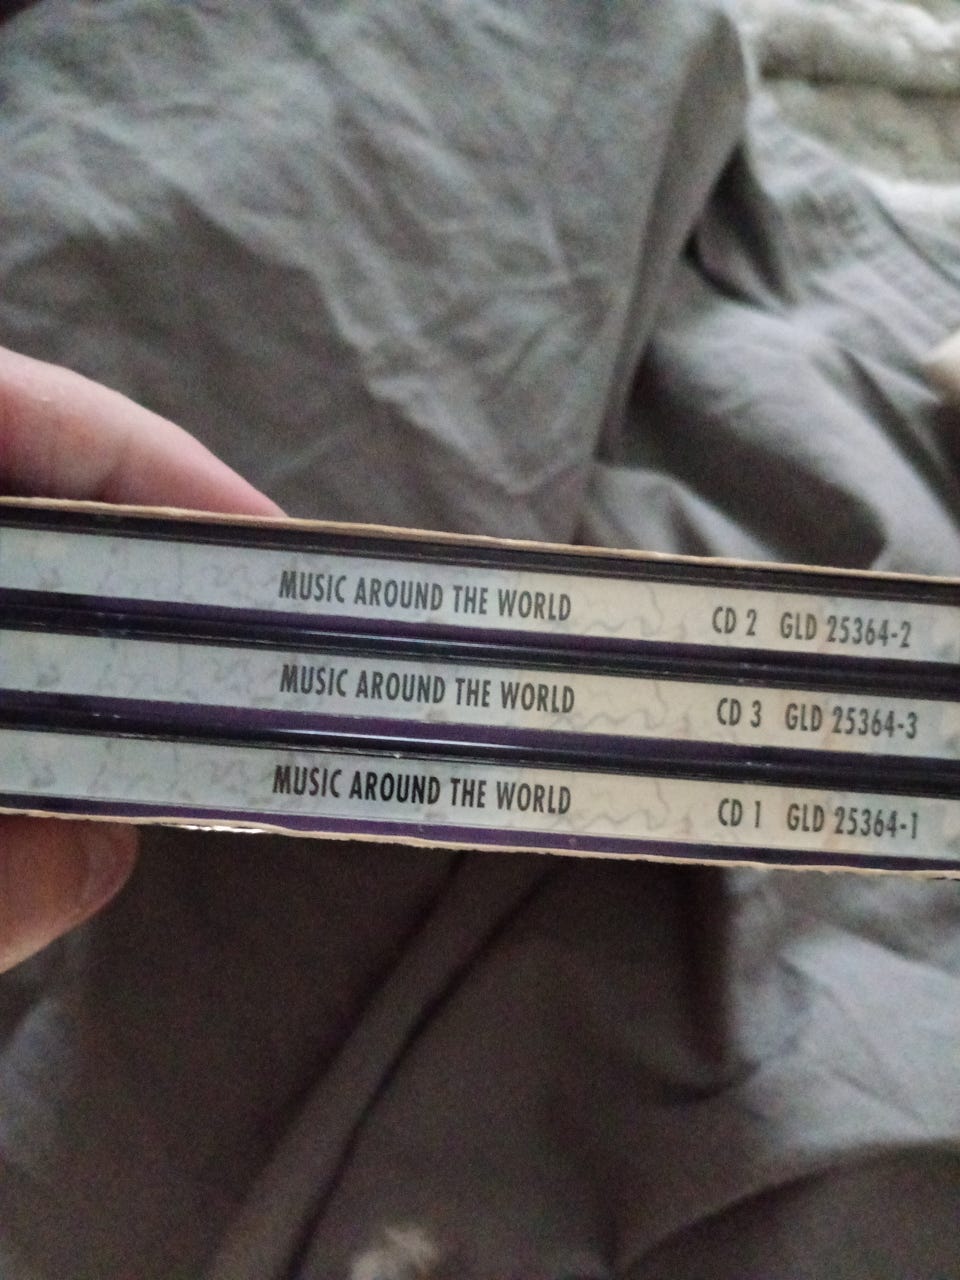 MUSIC AROUND THE WORLD CD 2 GLD 25364-2
MUSIC AROUND THE WORLD CD 3 GLD 25364-3
MUSIC AROUND THE WORLD CD 1 GLD 25364-1